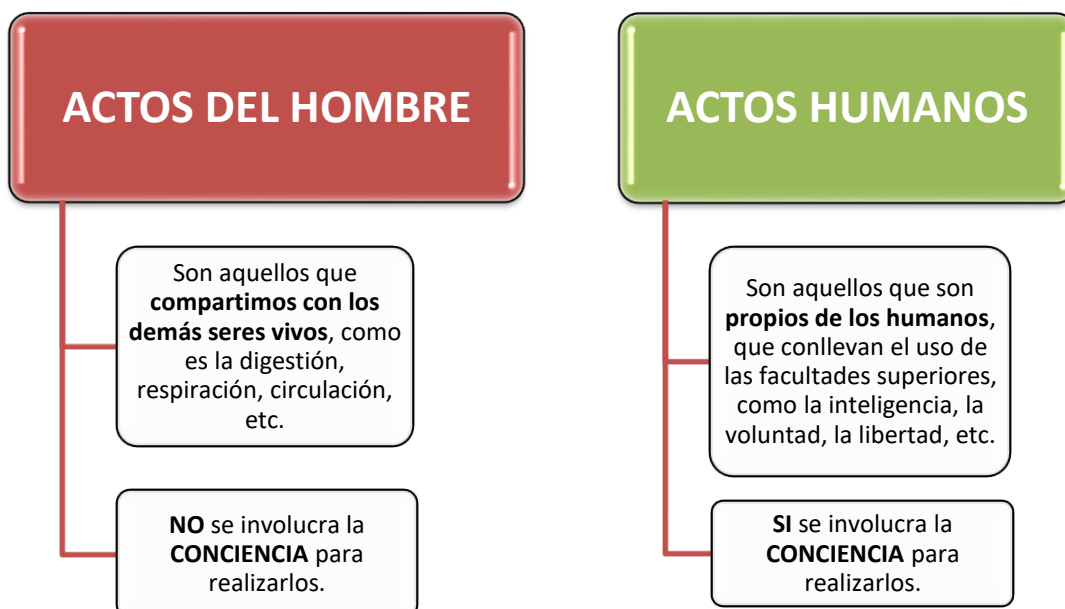 ACTOS DEL HOMBRE
Son aquellos que
compartimos con los
demás seres vivos, como
es la digestión,
respiración, circulación,
etc.
NO se involucra la
CONCIENCIA para
realizarlos.
ACTOS HUMANOS
Son aquellos que son
propios de los humanos,
que conllevan el uso de
las facultades superiores,
como la inteligencia, la
voluntad, la libertad, etc.
SI se involucra la
CONCIENCIA para
realizarlos.